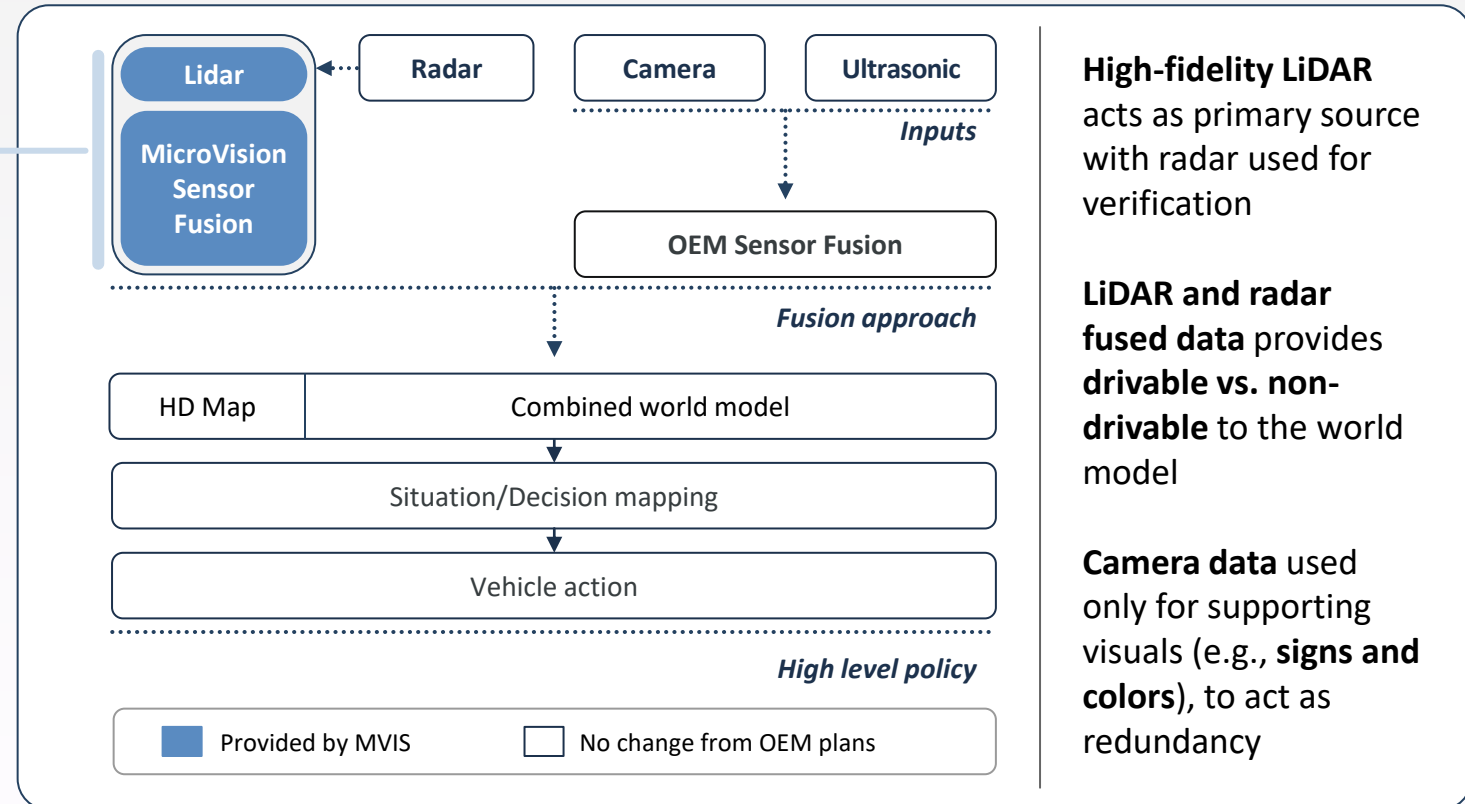 Lidar
Radar
Camera
Ultrasonic
Inputs
MicroVision
Sensor
Fusion
OEM Sensor Fusion
Fusion approach
HD Map
Combined world model
Situation/Decision mapping
Vehicle action
High level policy
Provided by MVIS
No change from OEM plans
High-fidelity LiDAR
acts as primary source
with radar used for
verification
LiDAR and radar
fused data provides
drivable vs. non-
drivable to the world
model
Camera data used
only for supporting
visuals (e.g., signs and
colors), to act as
redundancy